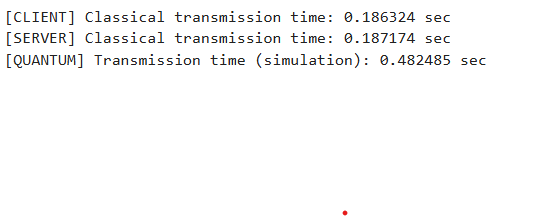 [CLIENT] Classical transmission time: 0.186324 sec
[SERVER] Classical transmission time: 0.187174 sec
[QUANTUM] Transmission time (simulation): 0.482485 sec